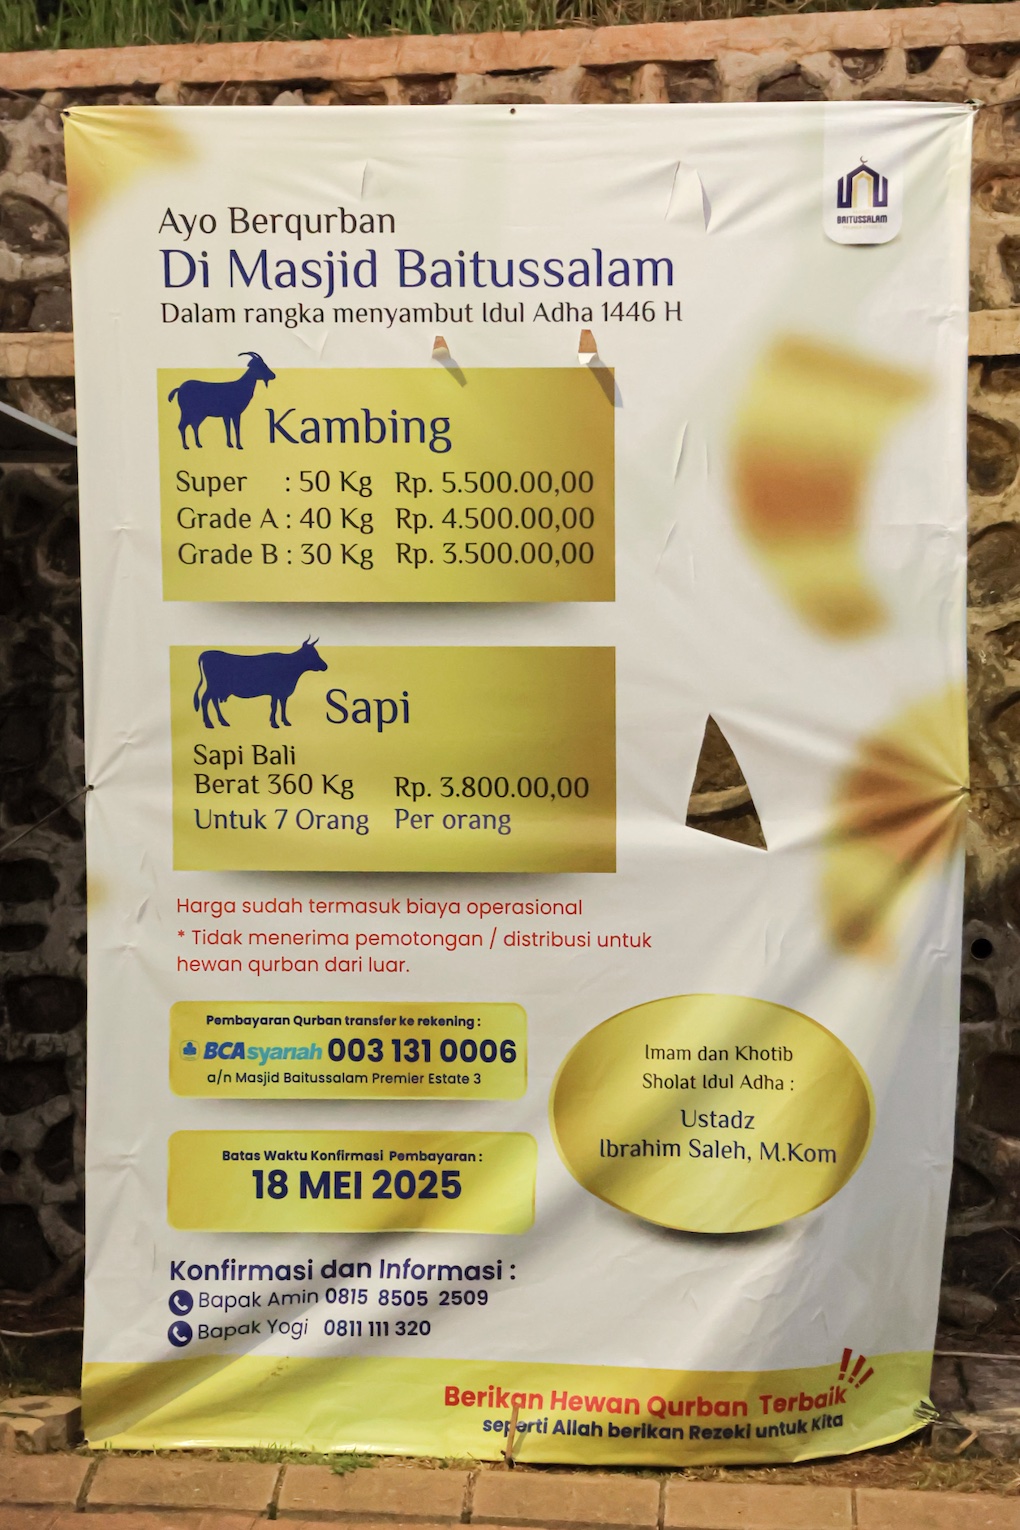 BAITUSSALAM
Ayo Berqurban
Di Masjid Baitussalam
Dalam rangka menyambut Idul Adha 1446 H
Kambing
Super : 50 Kg Rp. 5.500.00,00
Grade A : 40 Kg Rp. 4.500.00,00
Grade B : 30 Kg Rp. 3.500.00,00
Sapi
Sapi Bali
Berat 360 Kg Rp. 3.800.00,00
Untuk 7 Orang Per orang
Harga sudah termasuk biaya operasional
* Tidak menerima pemotongan / distribusi untuk
hewan qurban dari luar.
Pembayaran Qurban transfer ke rekening :
BCA syariah 003 131 0006
a/n Masjid Baitussalam Premier Estate 3
Batas Waktu Konfirmasi Pembayaran :
18 MEI 2025
Imam dan Khotib
Sholat Idul Adha :
Ustadz
Ibrahim Saleh, M.Kom
Konfirmasi dan Informasi :
Bapak Amin 0815 8505 2509
Bapak Yogi 0811 111 320
Berikan Hewan Qurban Terbaik !!!
seperti Allah berikan Rezeki untuk Kita